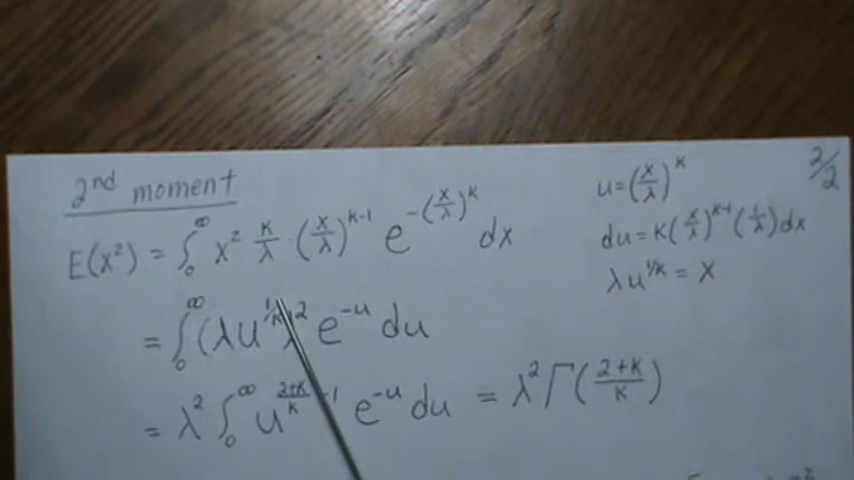 2/2
2nd moment
E(x²) = ∫₀^∞ x² k/λ · (x/λ)^(k-1) e^(-(x/λ)^k) dx
= ∫₀^∞ (λu^(1/k))² e^(-u) du
= λ² ∫₀^∞ u^((2+k)/k - 1) e^(-u) du = λ² Γ((2+k)/k)
u = (x/λ)^k
du = k(x/λ)^(k-1) (1/λ) dx
λu^(1/k) = x